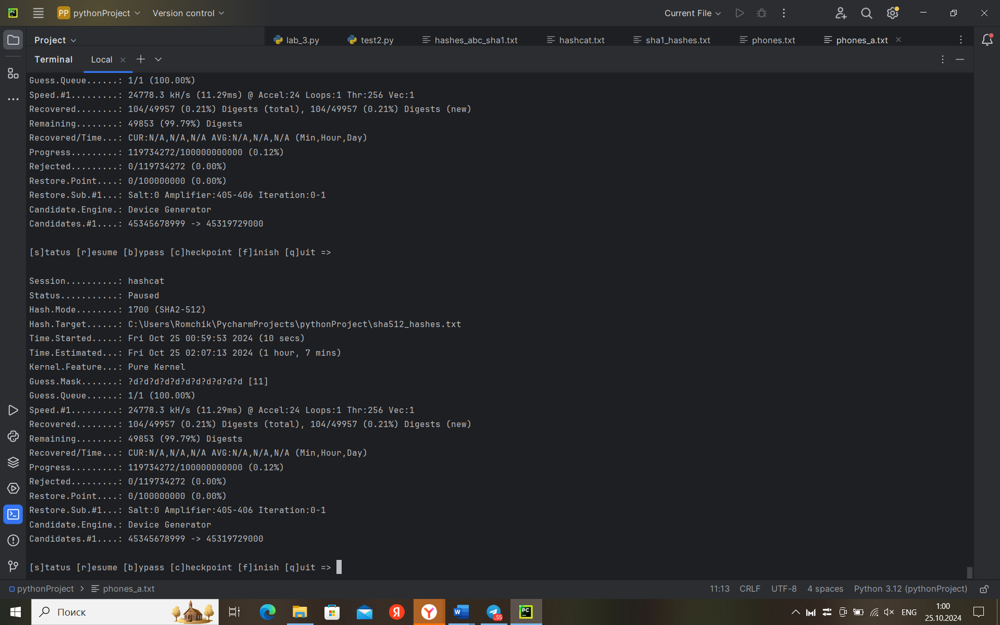 PC
PP pythonProject Version control Current File
Project lab_3.py test2.py hashes_abc_sha1.txt hashcat.txt sha1_hashes.txt phones.txt phones_a.txt
Terminal Local
Guess.Queue......: 1/1 (100.00%)
Speed.#1.........: 24778.3 kH/s (11.29ms) @ Accel:24 Loops:1 Thr:256 Vec:1
Recovered........: 104/49957 (0.21%) Digests (total), 104/49957 (0.21%) Digests (new)
Remaining........: 49853 (99.79%) Digests
Recovered/Time...: CUR:N/A,N/A,N/A AVG:N/A,N/A,N/A (Min,Hour,Day)
Progress.........: 119734272/100000000000 (0.12%)
Rejected.........: 0/119734272 (0.00%)
Restore.Point....: 0/100000000 (0.00%)
Restore.Sub.#1...: Salt:0 Amplifier:405-406 Iteration:0-1
Candidate.Engine.: Device Generator
Candidates.#1....: 45345678999 -> 45319729000
[s]tatus [r]esume [b]ypass [c]heckpoint [f]inish [q]uit =>
Session..........: hashcat
Status...........: Paused
Hash.Mode........: 1700 (SHA2-512)
Hash.Target......: C:\Users\Romchik\PycharmProjects\pythonProject\sha512_hashes.txt
Time.Started.....: Fri Oct 25 00:59:53 2024 (10 secs)
Time.Estimated...: Fri Oct 25 02:07:13 2024 (1 hour, 7 mins)
Kernel.Feature...: Pure Kernel
Guess.Mask.......: ?d?d?d?d?d?d?d?d?d?d?d [11]
Guess.Queue......: 1/1 (100.00%)
Speed.#1.........: 24778.3 kH/s (11.29ms) @ Accel:24 Loops:1 Thr:256 Vec:1
Recovered........: 104/49957 (0.21%) Digests (total), 104/49957 (0.21%) Digests (new)
Remaining........: 49853 (99.79%) Digests
Recovered/Time...: CUR:N/A,N/A,N/A AVG:N/A,N/A,N/A (Min,Hour,Day)
Progress.........: 119734272/100000000000 (0.12%)
Rejected.........: 0/119734272 (0.00%)
Restore.Point....: 0/100000000 (0.00%)
Restore.Sub.#1...: Salt:0 Amplifier:405-406 Iteration:0-1
Candidate.Engine.: Device Generator
Candidates.#1....: 45345678999 -> 45319729000
[s]tatus [r]esume [b]ypass [c]heckpoint [f]inish [q]uit =>
pythonProject > phones_a.txt 11:13 CRLF UTF-8 4 spaces Python 3.12 (pythonProject)
Поиск Я Y W 55 PC ENG 1:00
25.10.2024